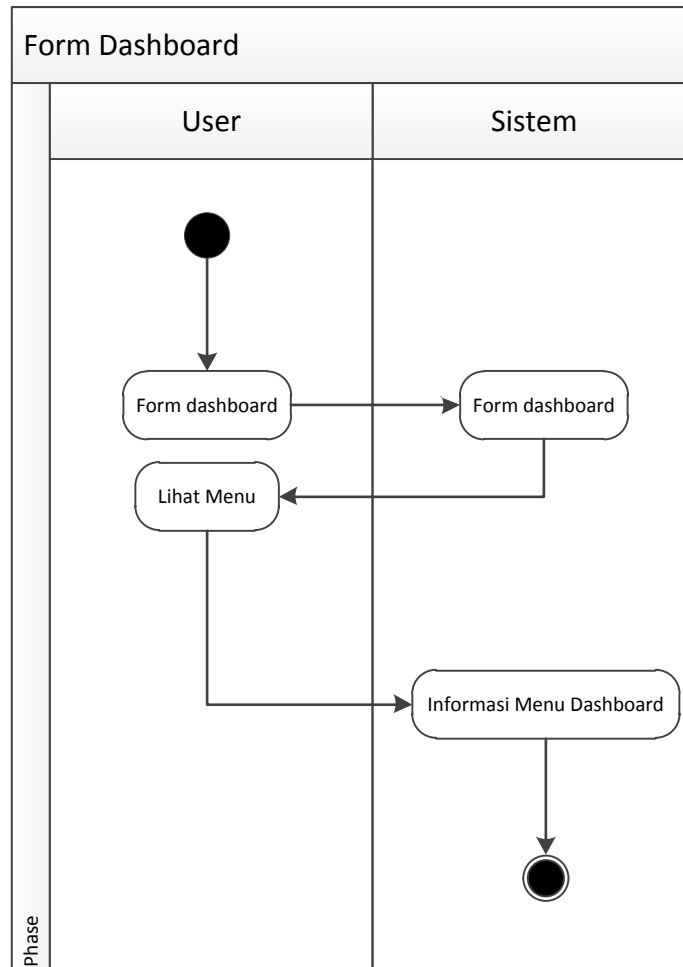 Form Dashboard
User
Sistem
Form dashboard
Form dashboard
Lihat Menu
Informasi Menu Dashboard
Phase